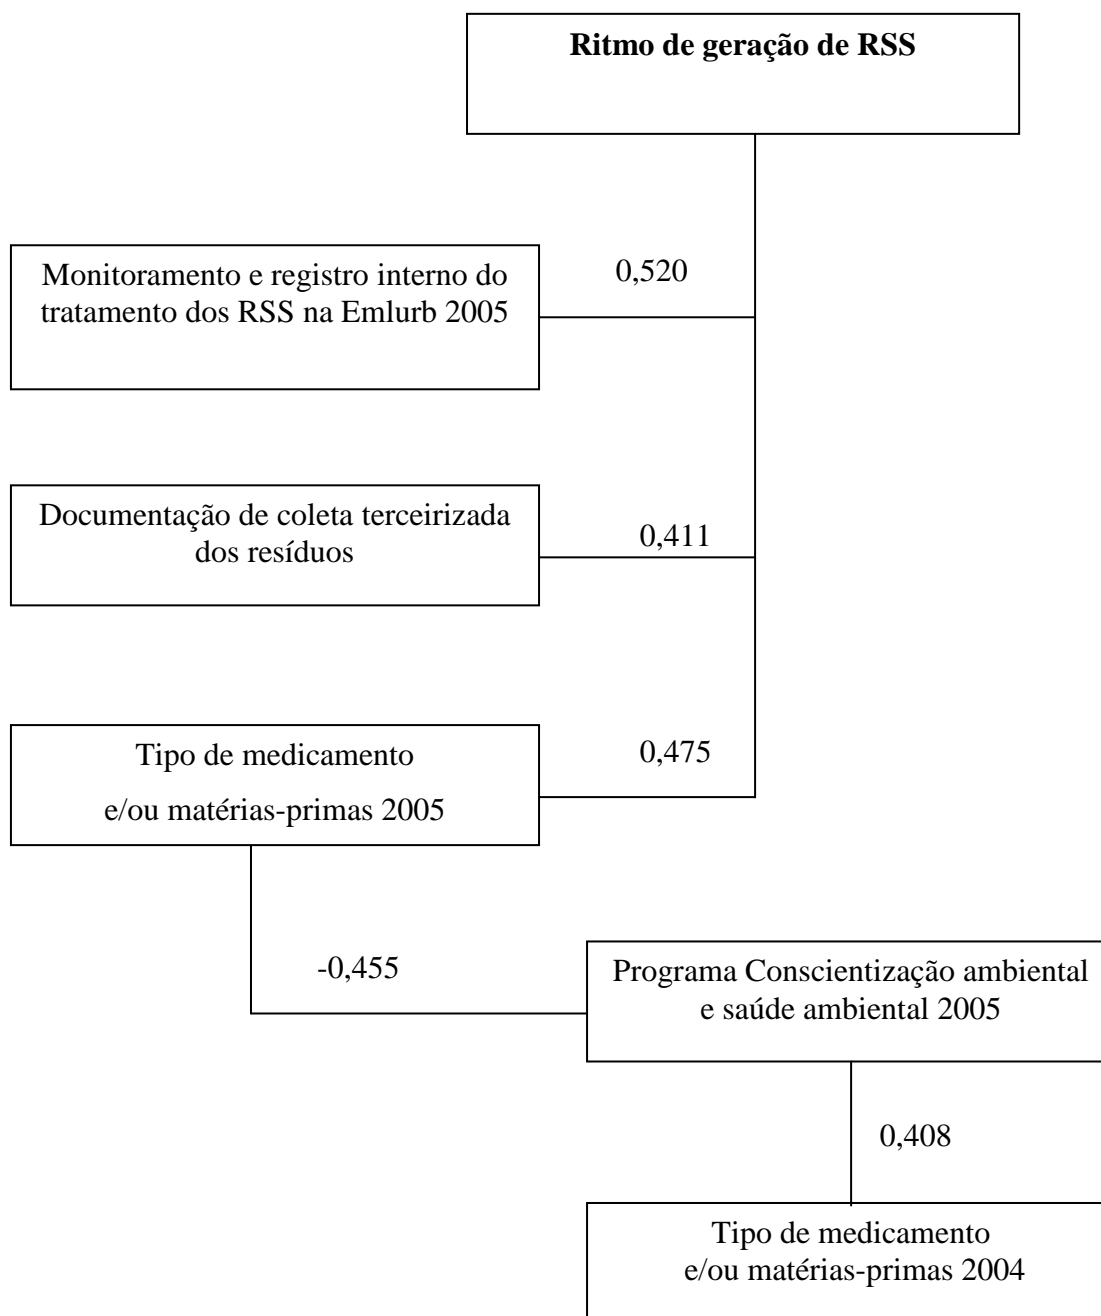 Ritmo de geração de RSS
Monitoramento e registro interno do
tratamento dos RSS na Emlurb 2005
0,520
Documentação de coleta terceirizada
dos resíduos
0,411
Tipo de medicamento
e/ou matérias-primas 2005
0,475
-0,455
Programa Conscientização ambiental
e saúde ambiental 2005
0,408
Tipo de medicamento
e/ou matérias-primas 2004